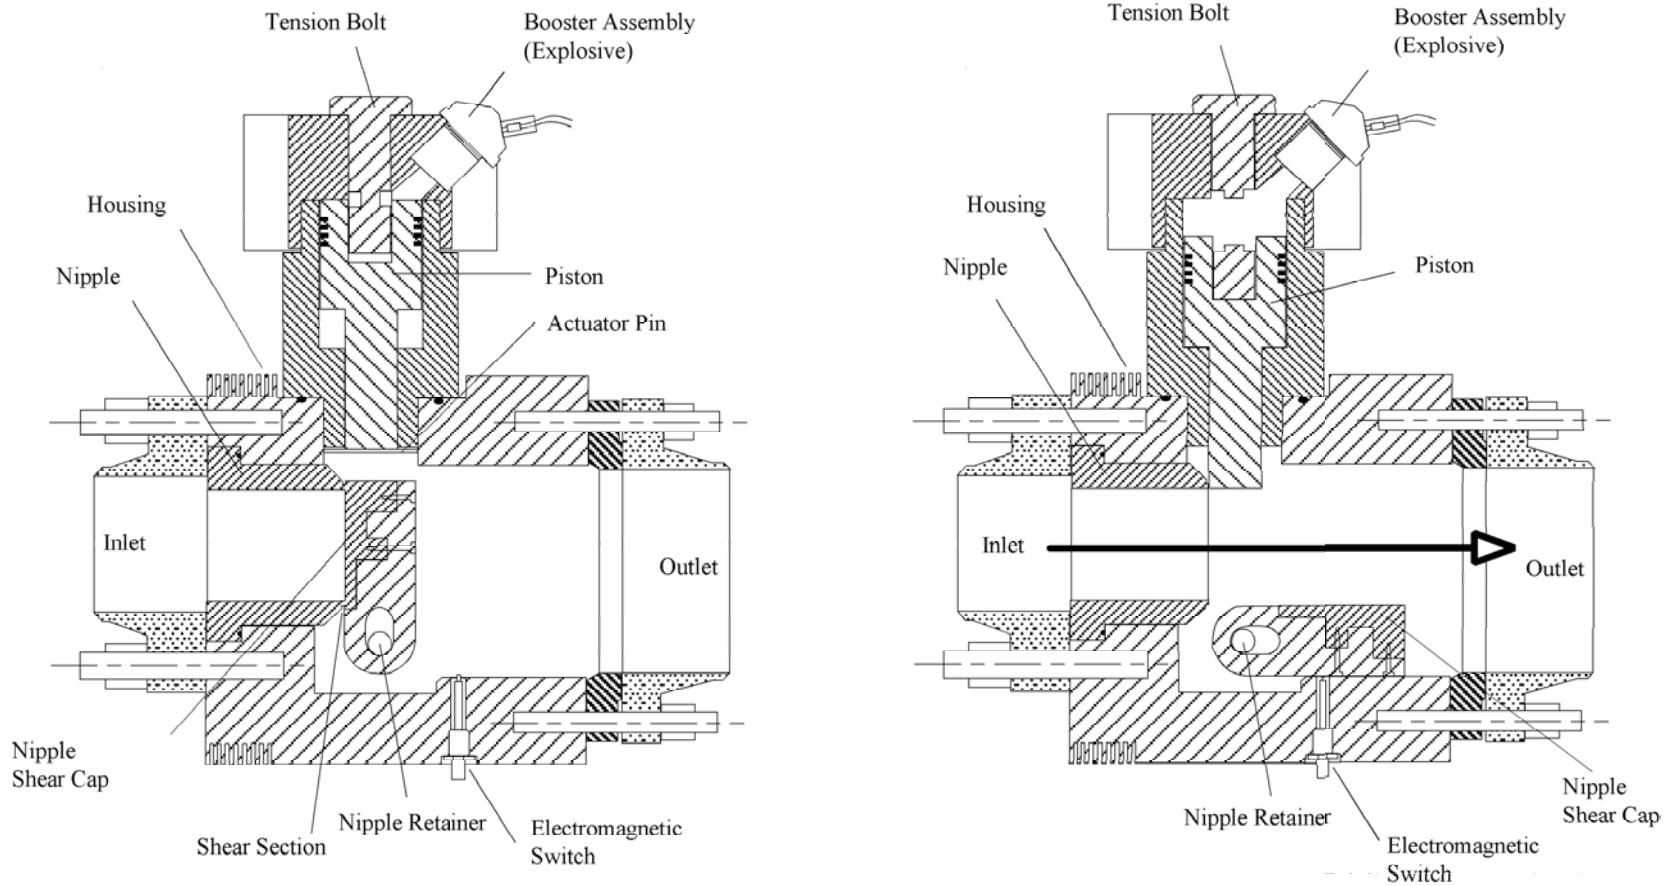 Tension Bolt
Booster Assembly
(Explosive)
Housing
Nipple
Piston
Actuator Pin
Inlet
Outlet
Nipple
Shear Cap
Shear Section
Nipple Retainer
Electromagnetic
Switch
Tension Bolt
Booster Assembly
(Explosive)
Housing
Nipple
Piston
Inlet
Outlet
Nipple Retainer
Nipple
Shear Cap
Electromagnetic
Switch